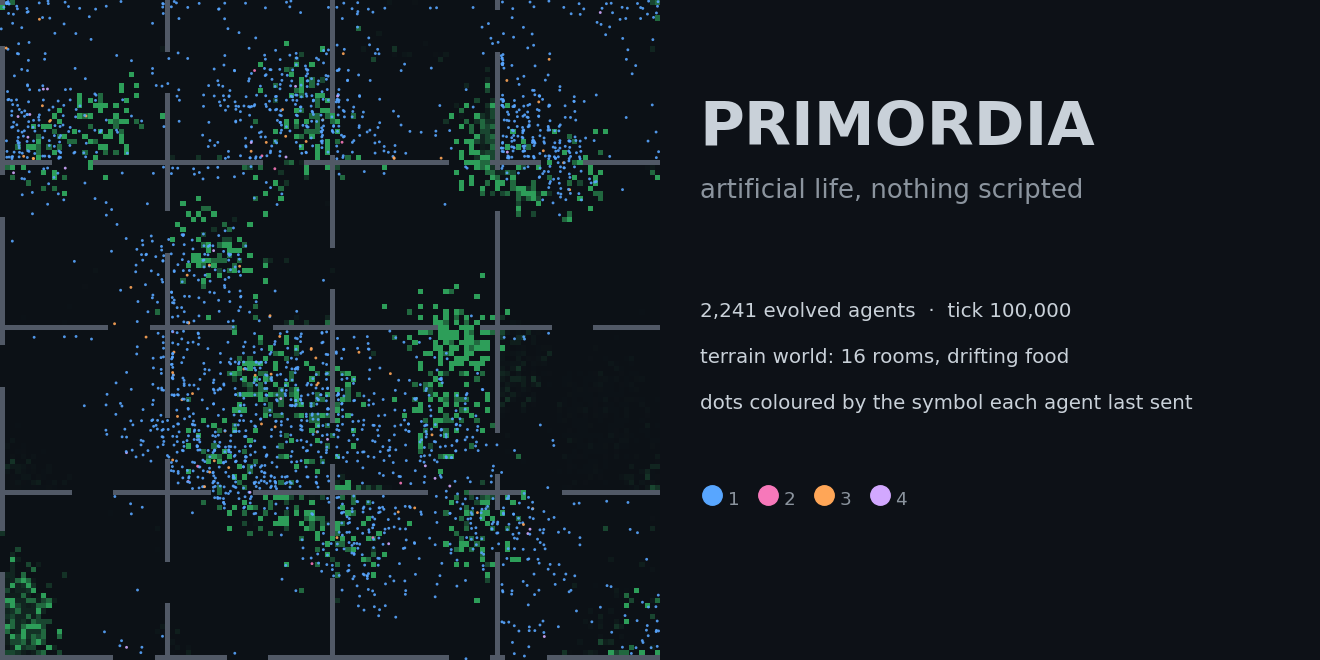 PRIMORDIA
artificial life, nothing scripted
2,241 evolved agents · tick 100,000
terrain world: 16 rooms, drifting food
dots coloured by the symbol each agent last sent
1 2 3 4